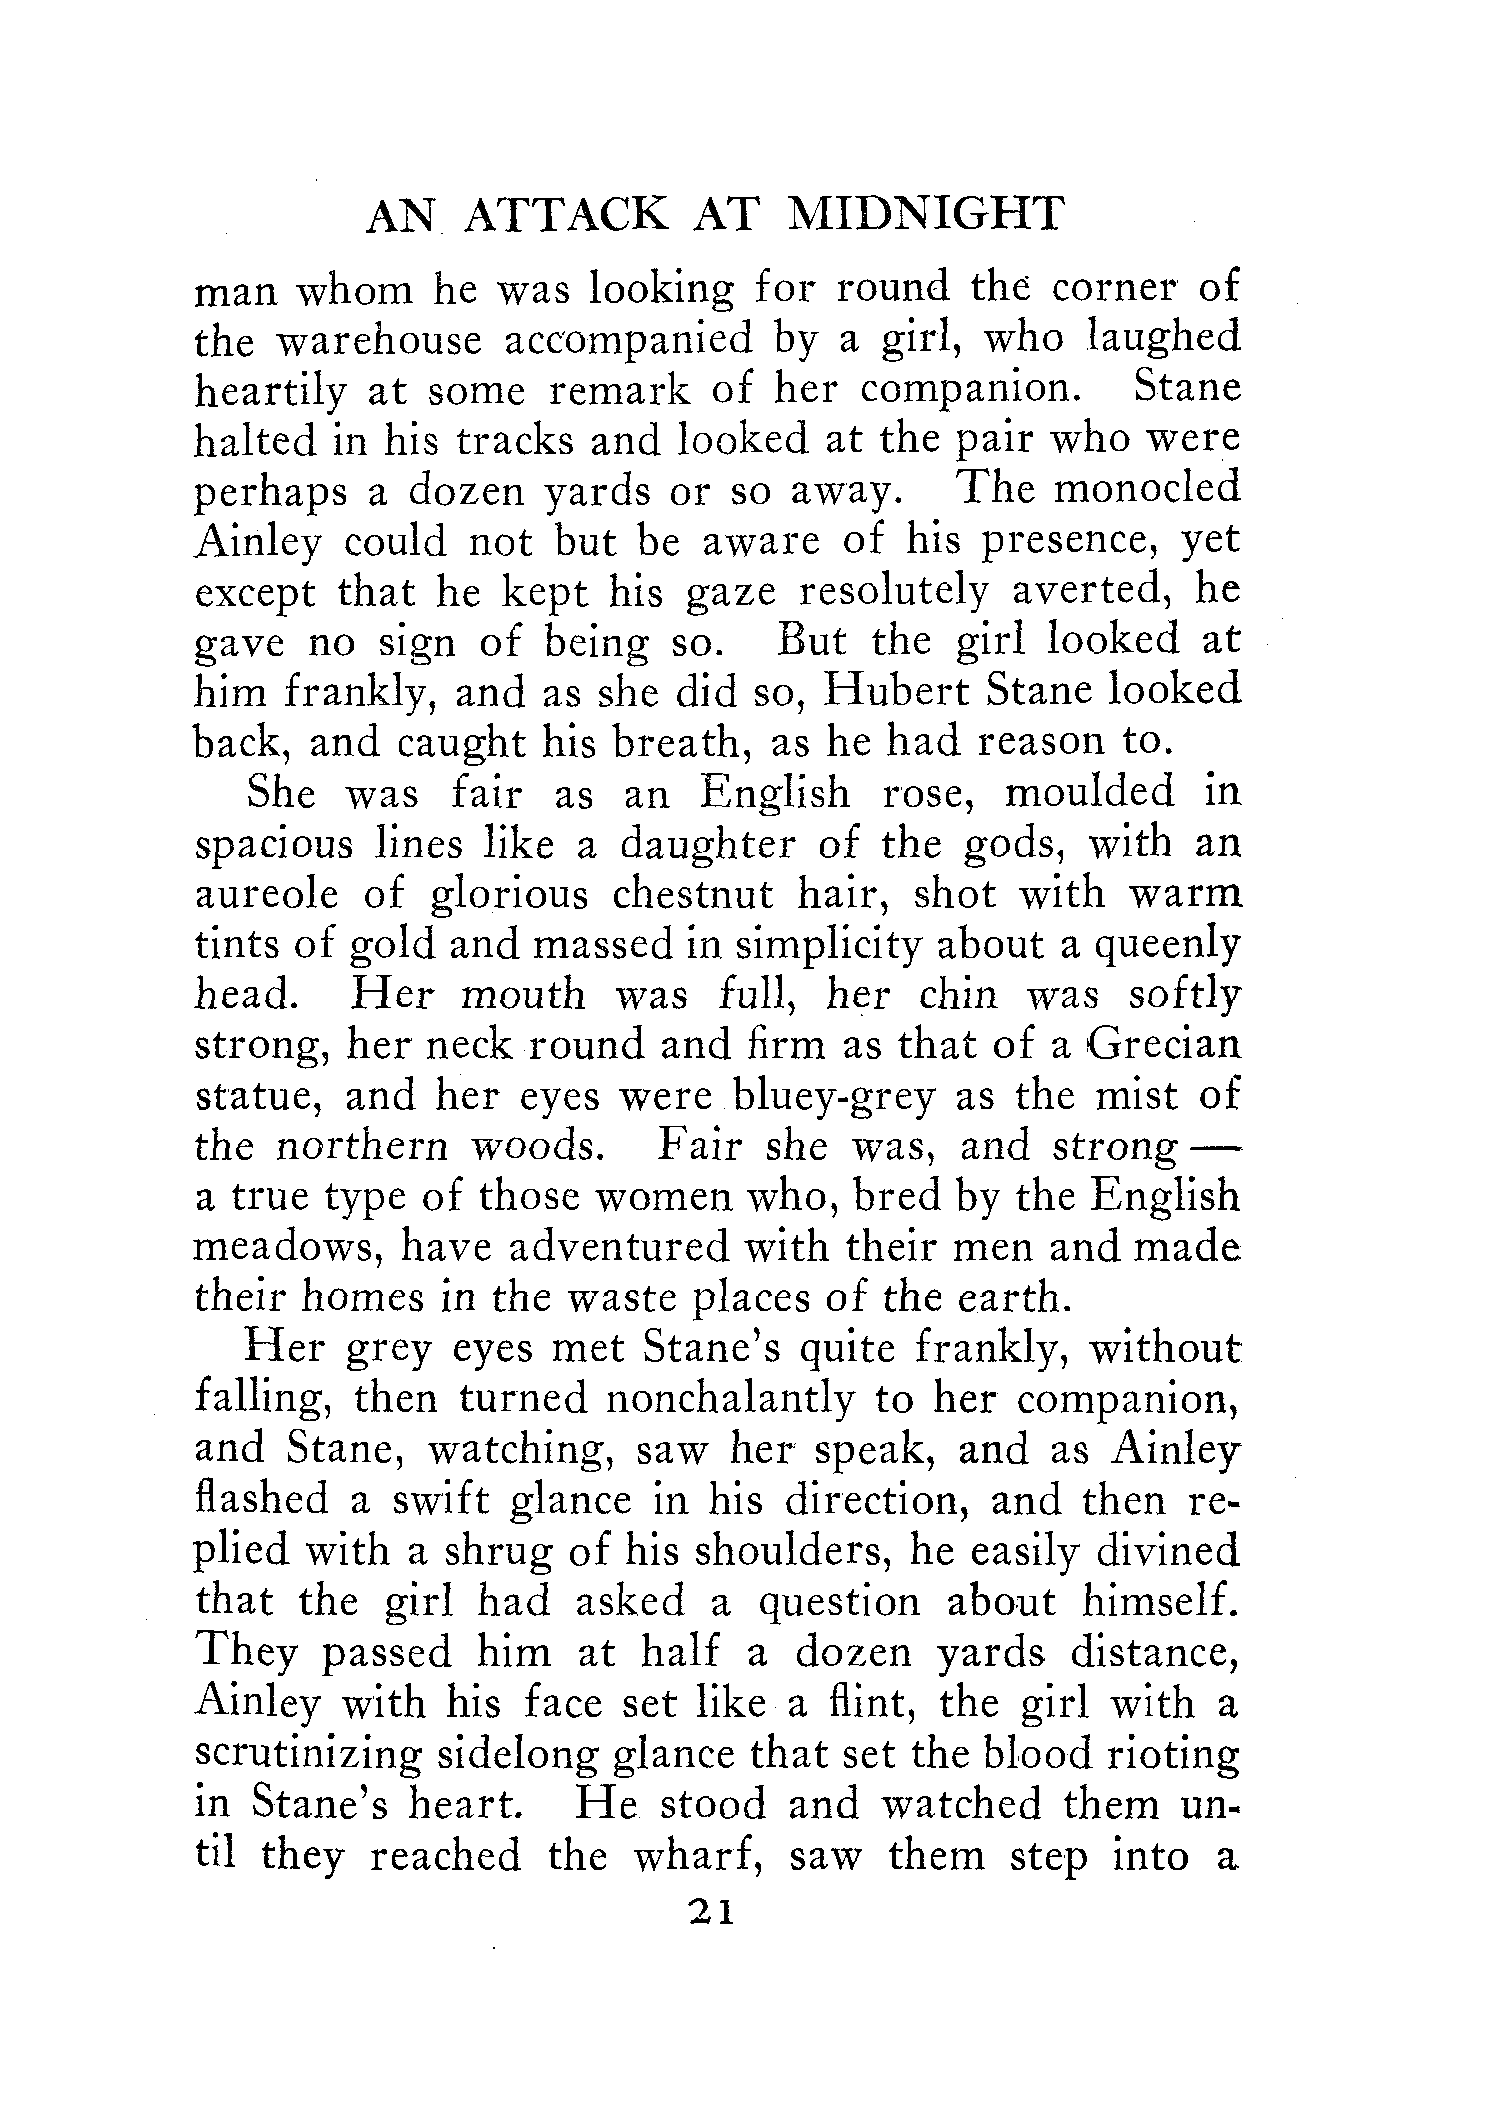 AN ATTACK AT MIDNIGHT
man whom he was looking for round the corner of
the warehouse accompanied by a girl, who laughed
heartily at some remark of her companion. Stane
halted in his tracks and looked at the pair who were
perhaps a dozen yards or so away. The monocled
Ainley could not but be aware of his presence, yet
except that he kept his gaze resolutely averted, he
gave no sign of being so. But the girl looked at
him frankly, and as she did so, Hubert Stane looked
back, and caught his breath, as he had reason to.
She was fair as an English rose, moulded in
spacious lines like a daughter of the gods, with an
aureole of glorious chestnut hair, shot with warm
tints of gold and massed in simplicity about a queenly
head. Her mouth was full, her chin was softly
strong, her neck round and firm as that of a Grecian
statue, and her eyes were bluey-grey as the mist of
the northern woods. Fair she was, and strong —
a true type of those women who, bred by the English
meadows, have adventured with their men and made
their homes in the waste places of the earth.
Her grey eyes met Stane's quite frankly, without
falling, then turned nonchalantly to her companion,
and Stane, watching, saw her speak, and as Ainley
flashed a swift glance in his direction, and then re-
plied with a shrug of his shoulders, he easily divined
that the girl had asked a question about himself.
They passed him at half a dozen yards distance,
Ainley with his face set like a flint, the girl with a
scrutinizing sidelong glance that set the blood rioting
in Stane's heart. He stood and watched them un-
til they reached the wharf, saw them step into a
21